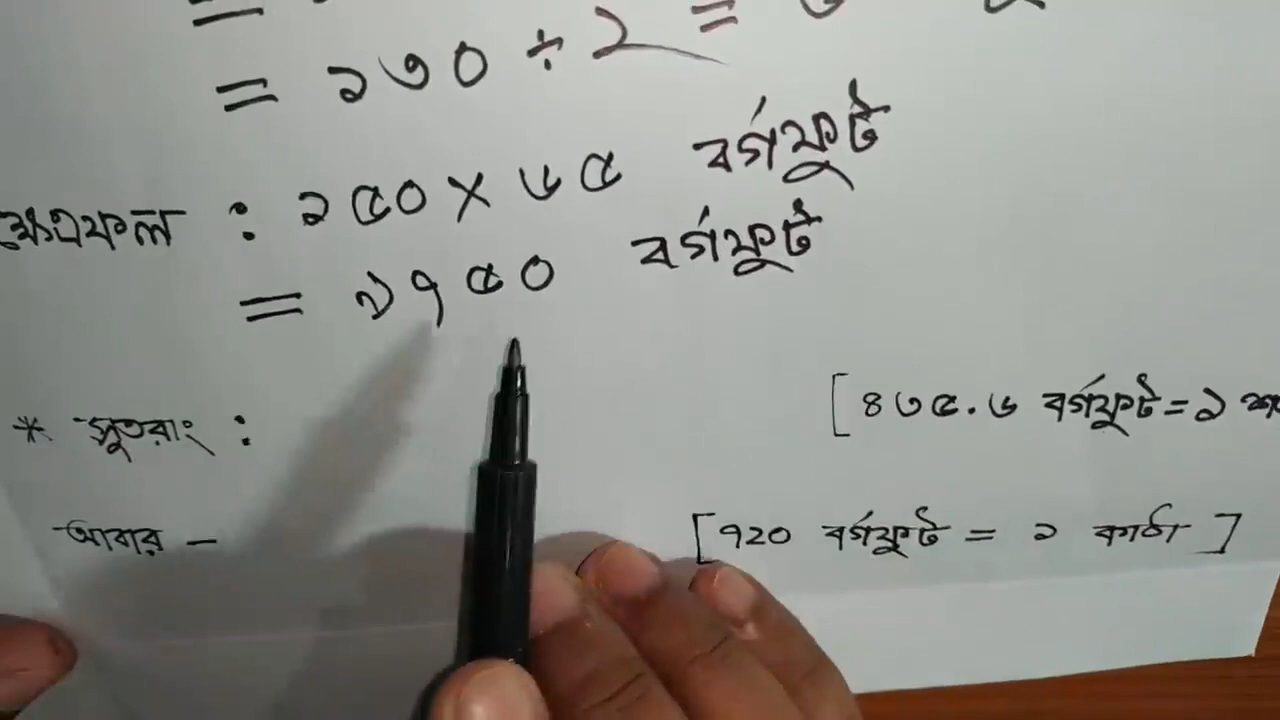 = ১৩০ ÷ ২ =
ক্ষেত্রফল : ১৫০ × ৬৫ বর্গফুট
= ৯৭৫০ বর্গফুট
* সুতরাং : [ ৪৩৫.৬ বর্গফুট = ১
আবার – [ ৭২০ বর্গফুট = ১ কাঠা ]